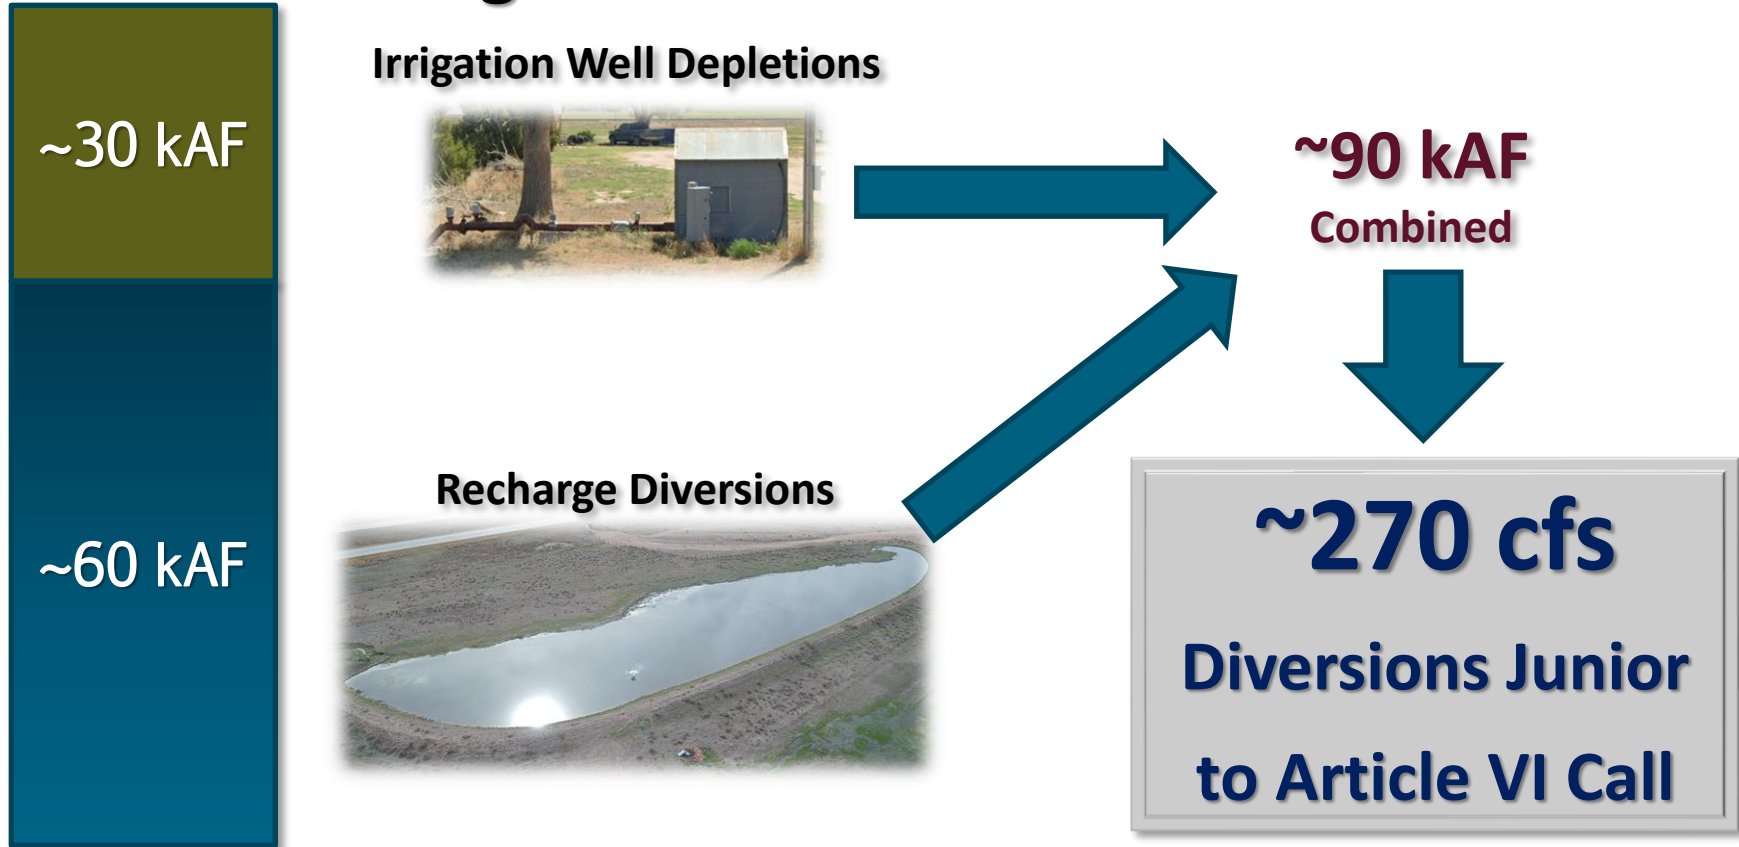 Irrigation Well Depletions
~30 kAF
~90 kAF
Combined
Recharge Diversions
~60 kAF
~270 cfs
Diversions Junior
to Article VI Call